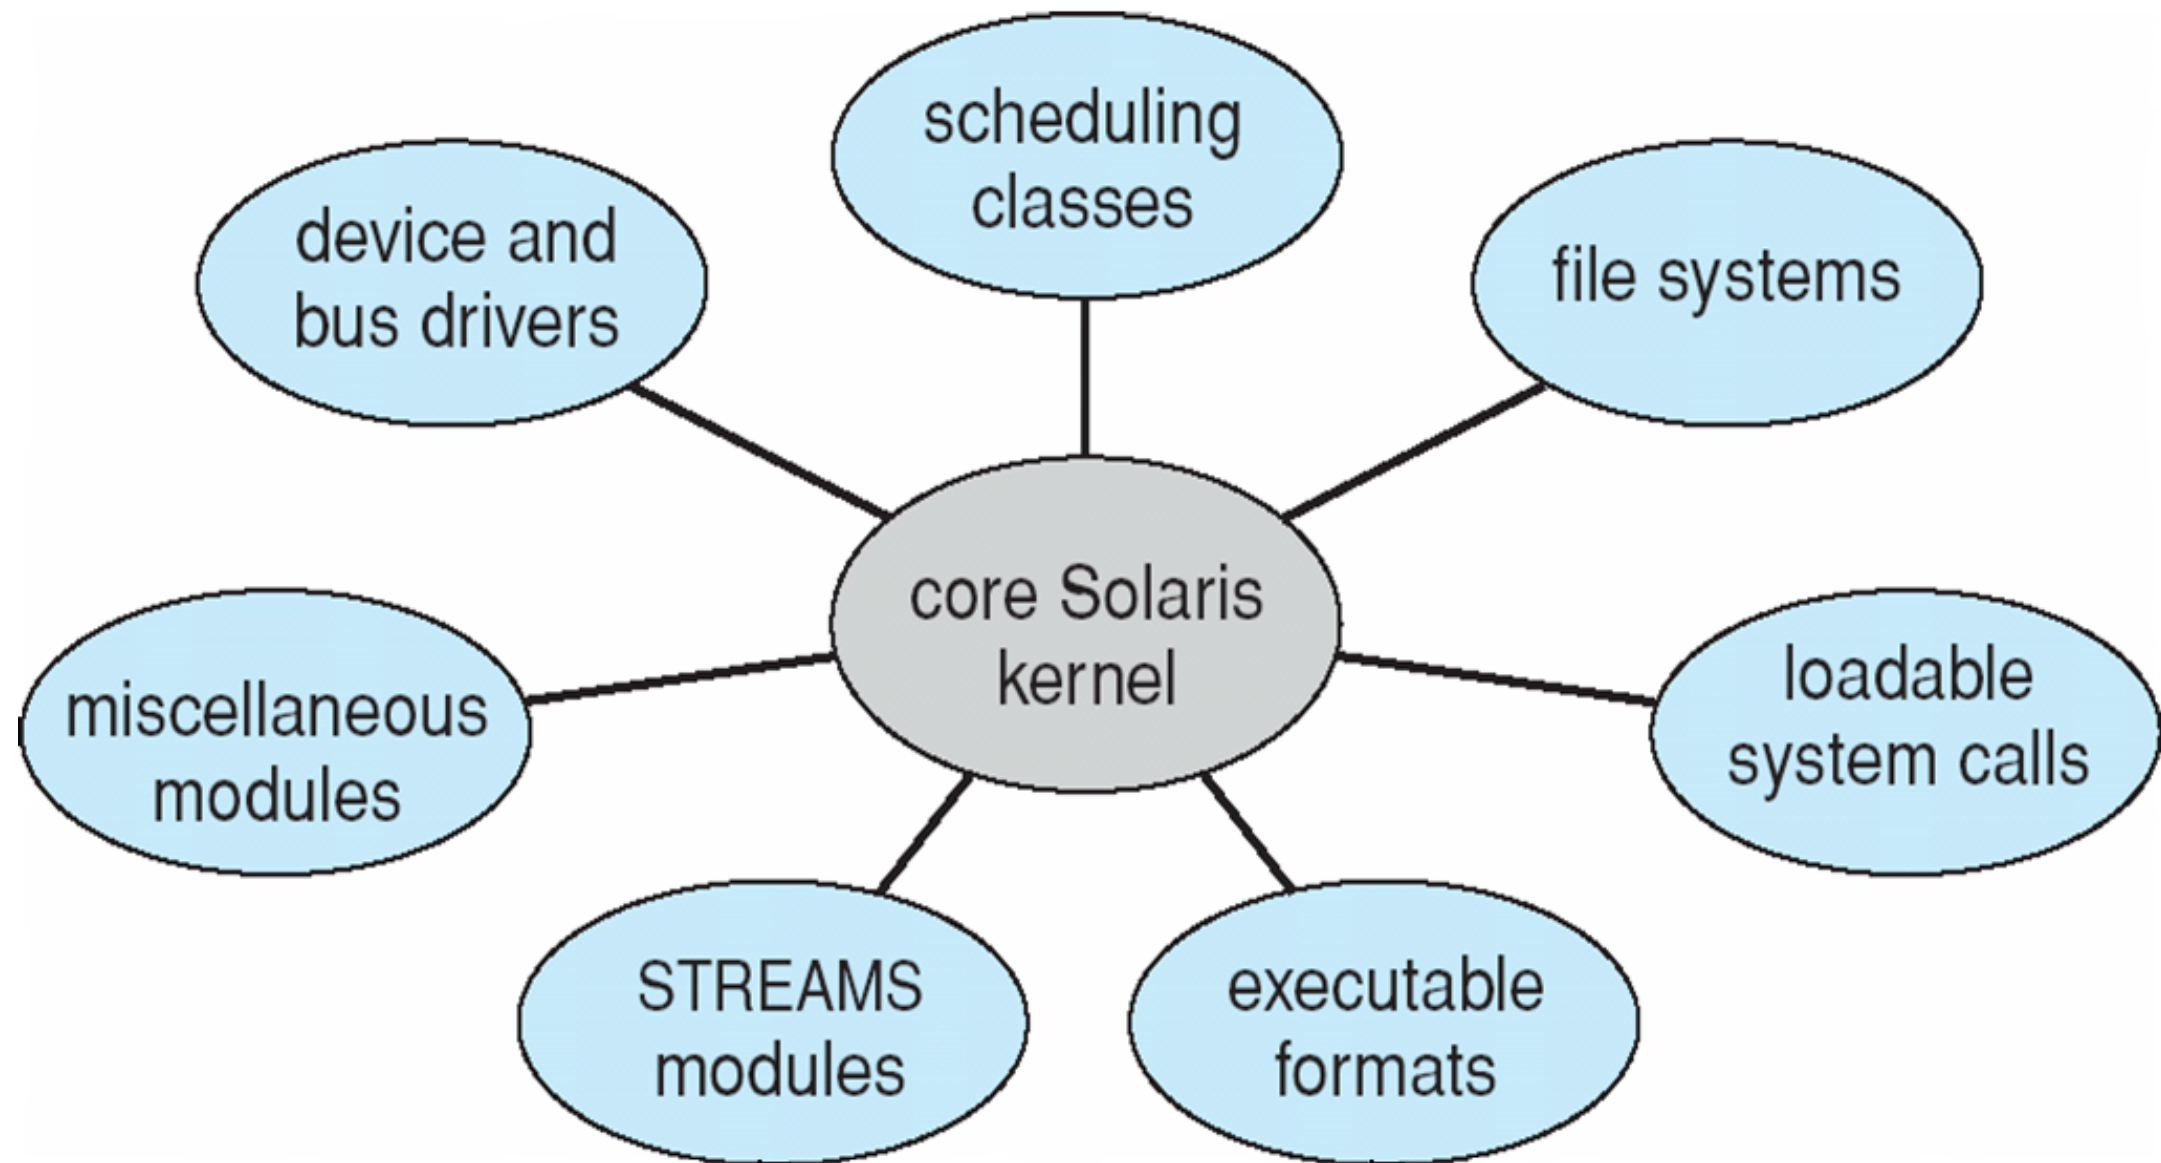 scheduling
classes
device and
bus drivers
file systems
core Solaris
kernel
miscellaneous
modules
loadable
system calls
STREAMS
modules
executable
formats